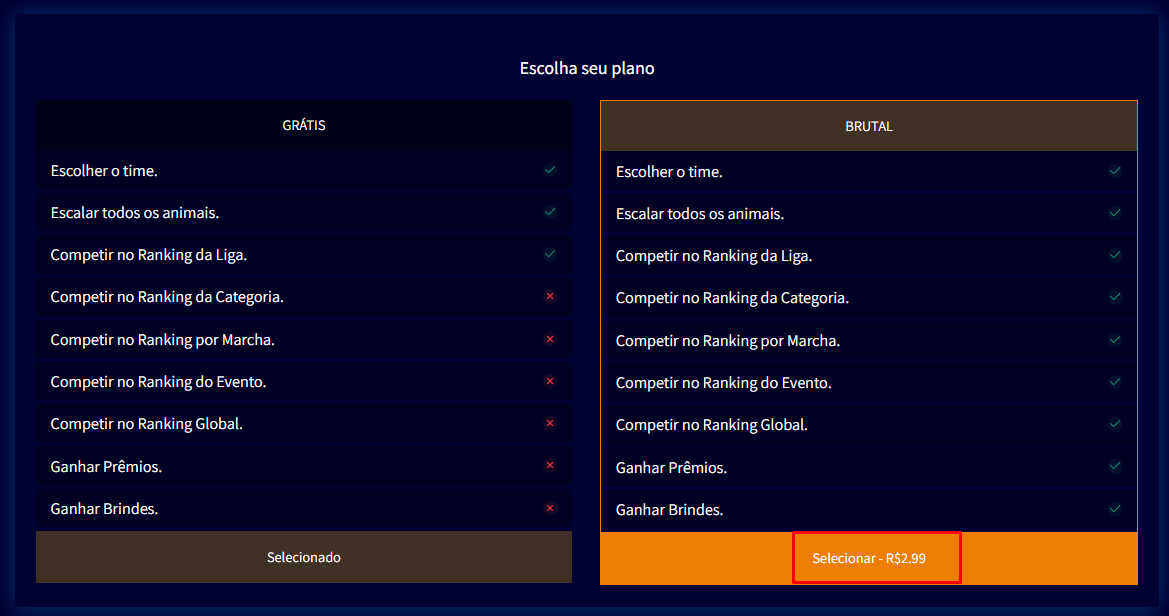 Escolha seu plano
GRÁTIS
Escolher o time.
Escalar todos os animais.
Competir no Ranking da Liga.
Competir no Ranking da Categoria.
Competir no Ranking por Marcha.
Competir no Ranking do Evento.
Competir no Ranking Global.
Ganhar Prêmios.
Ganhar Brindes.
Selecionado
BRUTAL
Escolher o time.
Escalar todos os animais.
Competir no Ranking da Liga.
Competir no Ranking da Categoria.
Competir no Ranking por Marcha.
Competir no Ranking do Evento.
Competir no Ranking Global.
Ganhar Prêmios.
Ganhar Brindes.
Selecionar - R$2.99